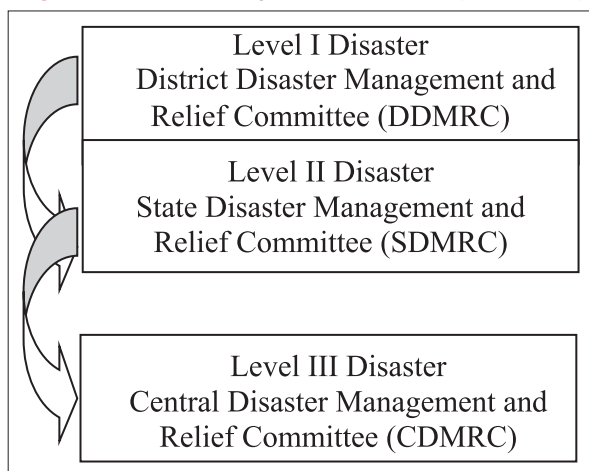 Level I Disaster
District Disaster Management and
Relief Committee (DDMRC)
Level II Disaster
State Disaster Management and
Relief Committee (SDMRC)
Level III Disaster
Central Disaster Management and
Relief Committee (CDMRC)